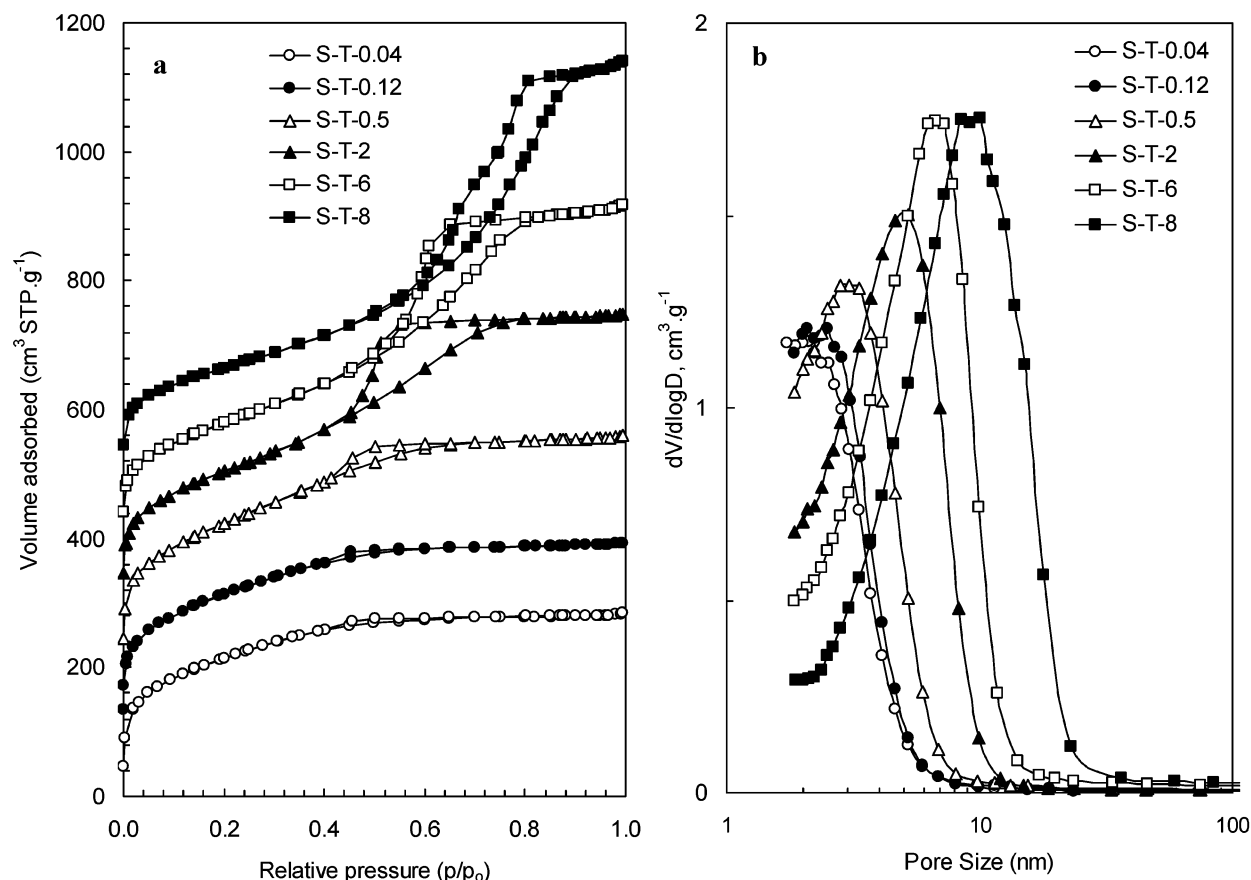 a
S-T-0.04
S-T-0.12
S-T-0.5
S-T-2
S-T-6
S-T-8
1200
1000
800
600
400
200
0
0.0 0.2 0.4 0.6 0.8 1.0
Volume adsorbed (cm³ STP.g⁻¹)
Relative pressure (p/pₒ)
b
S-T-0.04
S-T-0.12
S-T-0.5
S-T-2
S-T-6
S-T-8
2
1
0
1 10 100
dV/dlogD, cm³.g⁻¹
Pore Size (nm)